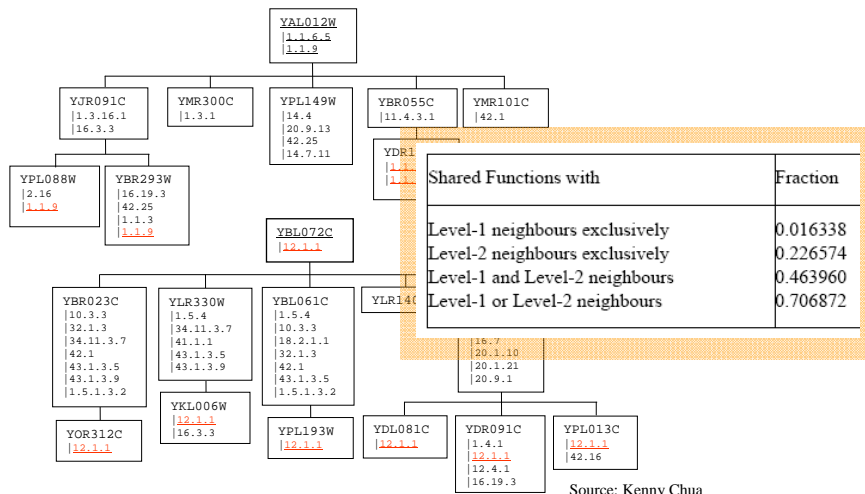 YAL012W
|1.1.6.5
|1.1.9
YJR091C
|1.3.16.1
|16.3.3
YMR300C
|1.3.1
YPL149W
|14.4
|20.9.13
|42.25
|14.7.11
YBR055C
|11.4.3.1
YMR101C
|42.1
YPL088W
|2.16
|1.1.9
YBR293W
|16.19.3
|42.25
|1.1.3
|1.1.9
Shared Functions with Fraction
Level-1 neighbours exclusively 0.016338
Level-2 neighbours exclusively 0.226574
Level-1 and Level-2 neighbours 0.463960
Level-1 or Level-2 neighbours 0.706872
YBL072C
|12.1.1
YBR023C
|10.3.3
|32.1.3
|34.11.3.7
|42.1
|43.1.3.5
|43.1.3.9
|1.5.1.3.2
YLR330W
|1.5.4
|34.11.3.7
|41.1.1
|43.1.3.5
|43.1.3.9
YBL061C
|1.5.4
|10.3.3
|18.2.1.1
|32.1.3
|42.1
|43.1.3.5
|1.5.1.3.2
|16.7
|20.1.10
|20.1.21
|20.9.1
YOR312C
|12.1.1
YKL006W
|12.1.1
|16.3.3
YPL193W
|12.1.1
YDL081C
|12.1.1
YDR091C
|1.4.1
|12.1.1
|12.4.1
|16.19.3
YPL013C
|12.1.1
|42.16
Source: Kenny Chua